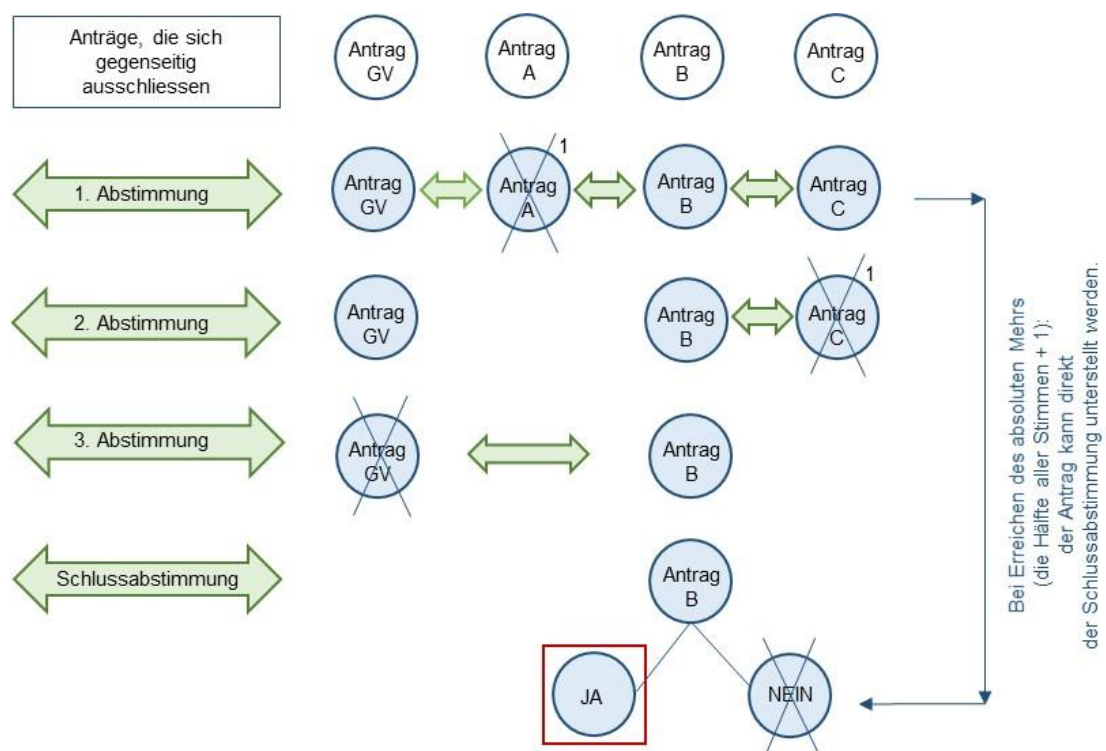 Anträge, die sich
gegenseitig
ausschliessen
Antrag
GV
Antrag
A
Antrag
B
Antrag
C
1. Abstimmung
Antrag
GV
1
Antrag
A
Antrag
B
Antrag
C
2. Abstimmung
Antrag
GV
Antrag
B
1
Antrag
C
3. Abstimmung
Antrag
GV
Antrag
B
Schlussabstimmung
Antrag
B
JA
NEIN
Bei Erreichen des absoluten Mehrs
(die Hälfte aller Stimmen + 1):
der Antrag kann direkt
der Schlussabstimmung unterstellt werden.